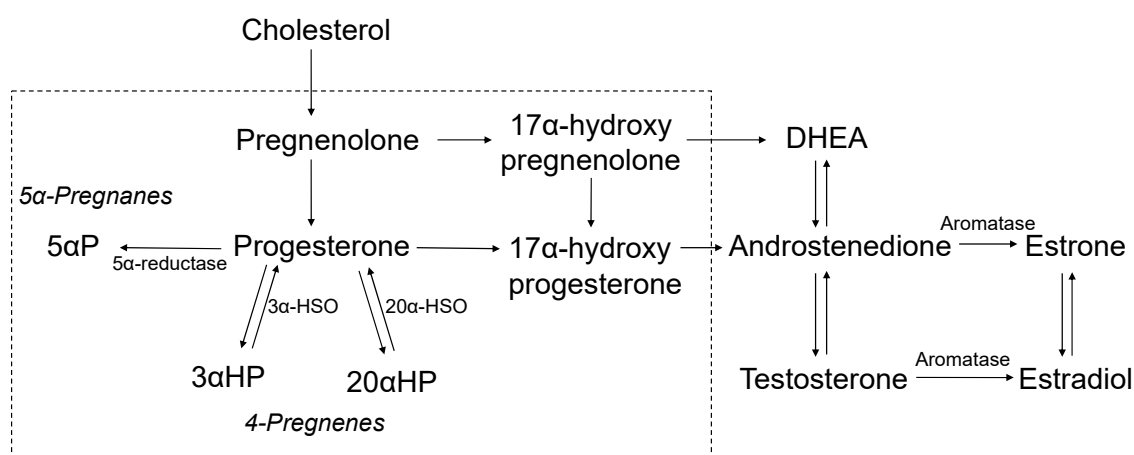 Cholesterol
Pregnenolone
17α-hydroxy
pregnenolone
DHEA
5α-Pregnanes
5αP
5α-reductase
Progesterone
17α-hydroxy
progesterone
Androstenedione
Aromatase
Estrone
3α-HSO
20α-HSO
3αHP
20αHP
4-Pregnenes
Testosterone
Aromatase
Estradiol